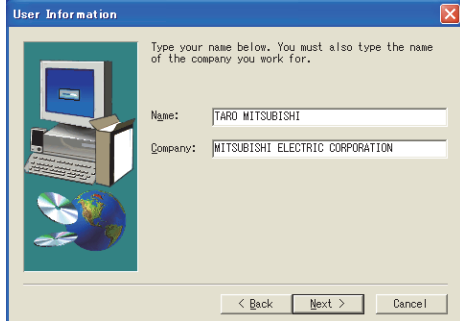 User Information
Type your name below. You must also type the name
of the company you work for.
Name: TARO MITSUBISHI
Company: MITSUBISHI ELECTRIC CORPORATION
< Back Next > Cancel